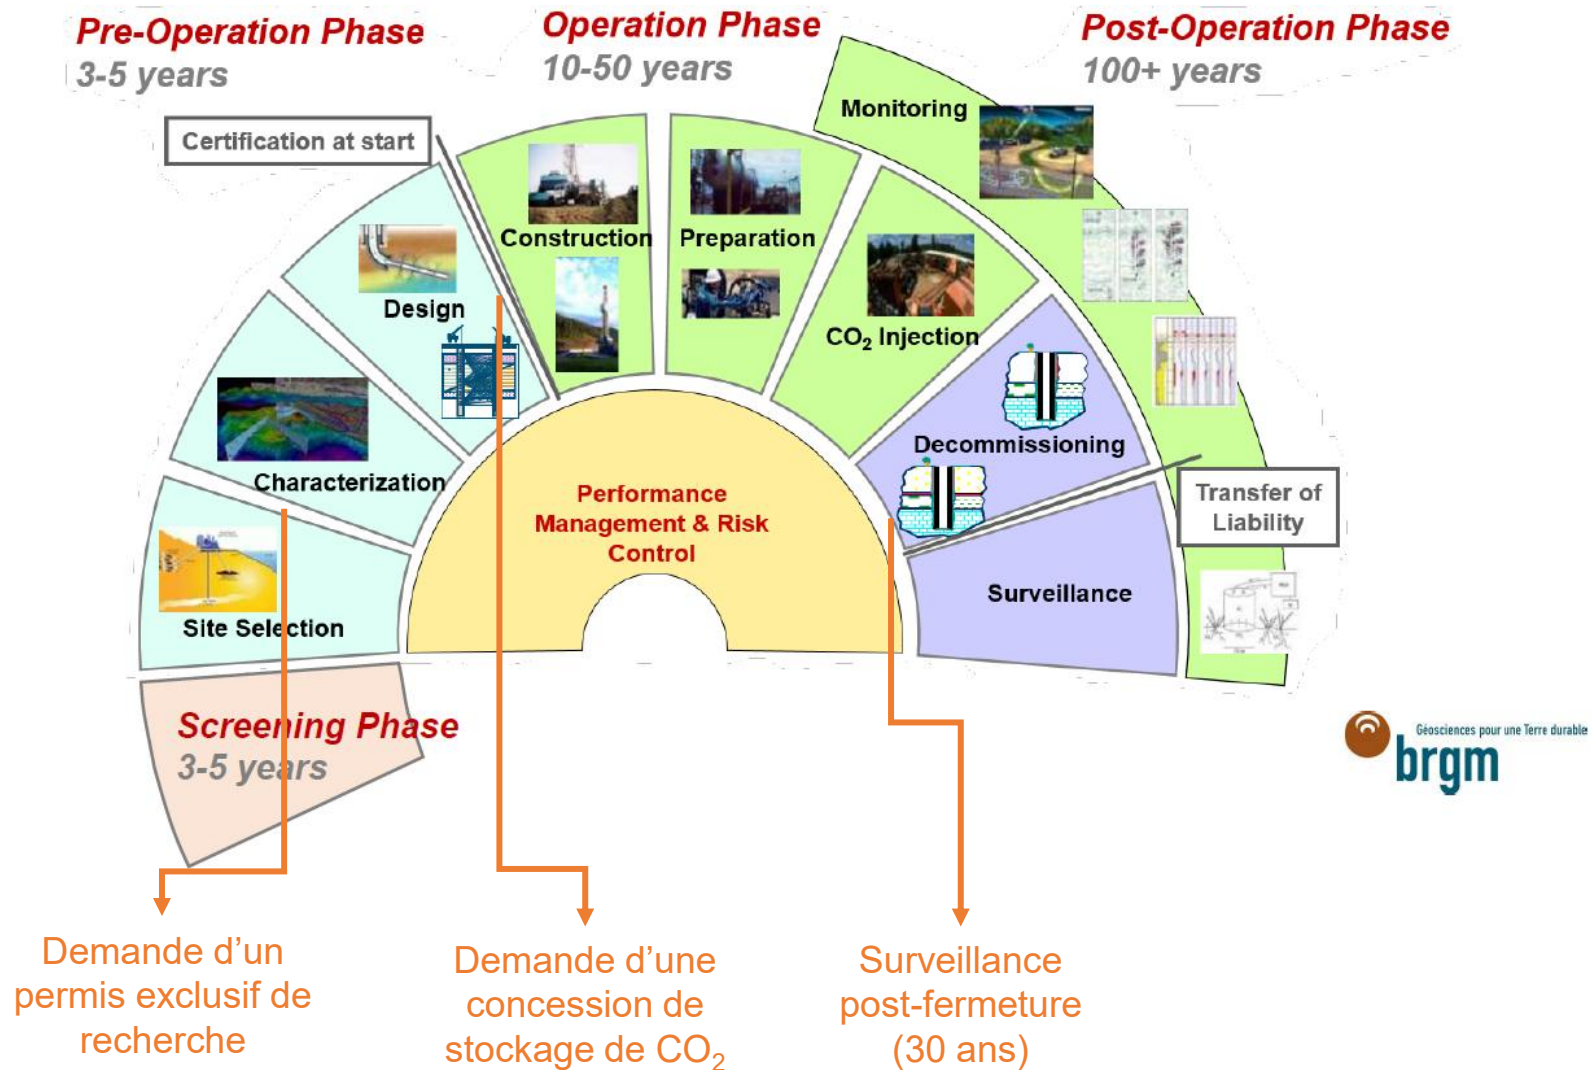 Pre-Operation Phase
3-5 years
Operation Phase
10-50 years
Post-Operation Phase
100+ years
Certification at start
Monitoring
Construction
Preparation
Design
CO₂ Injection
Characterization
Decommissioning
Performance
Management & Risk
Control
Transfer of
Liability
Site Selection
Surveillance
Screening Phase
3-5 years
Géosciences pour une Terre durable
brgm
Demande d’un
permis exclusif de
recherche
Demande d’une
concession de
stockage de CO₂
Surveillance
post-fermeture
(30 ans)